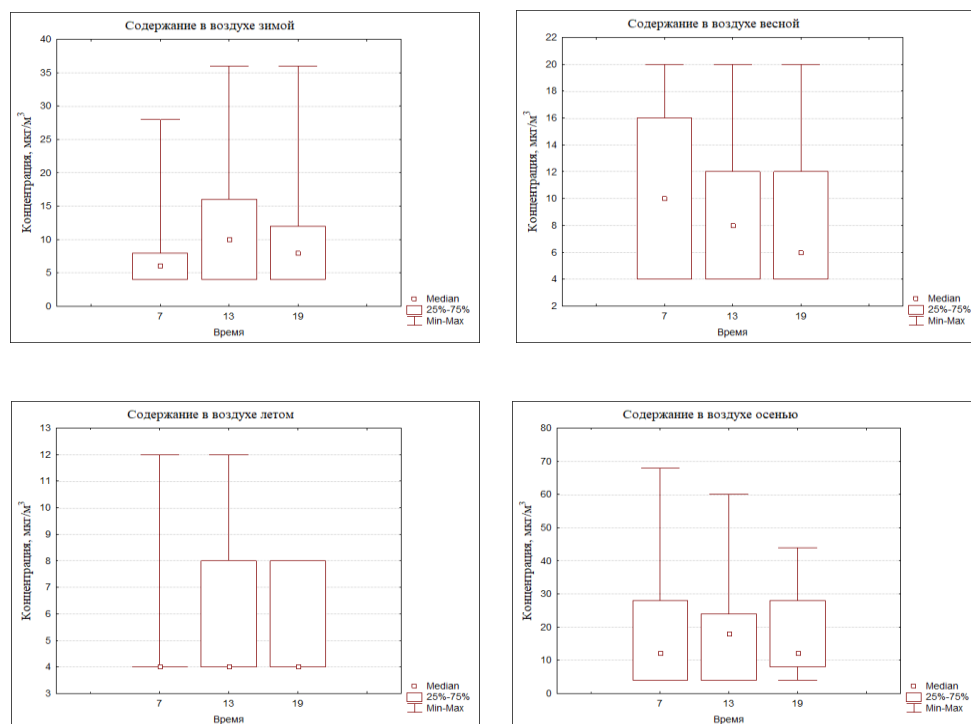 Содержание в воздухе зимой
40
35
30
25
20
15
10
5
0
Концентрация, мкг/м³
7 13 19
Время
Median
25%-75%
Min-Max
Содержание в воздухе весной
22
20
18
16
14
12
10
8
6
4
2
Концентрация, мкг/м³
7 13 19
Время
Median
25%-75%
Min-Max
Содержание в воздухе летом
13
12
11
10
9
8
7
6
5
4
3
Концентрация, мкг/м³
7 13 19
Время
Median
25%-75%
Min-Max
Содержание в воздухе осенью
80
70
60
50
40
30
20
10
0
Концентрация, мкг/м³
7 13 19
Время
Median
25%-75%
Min-Max